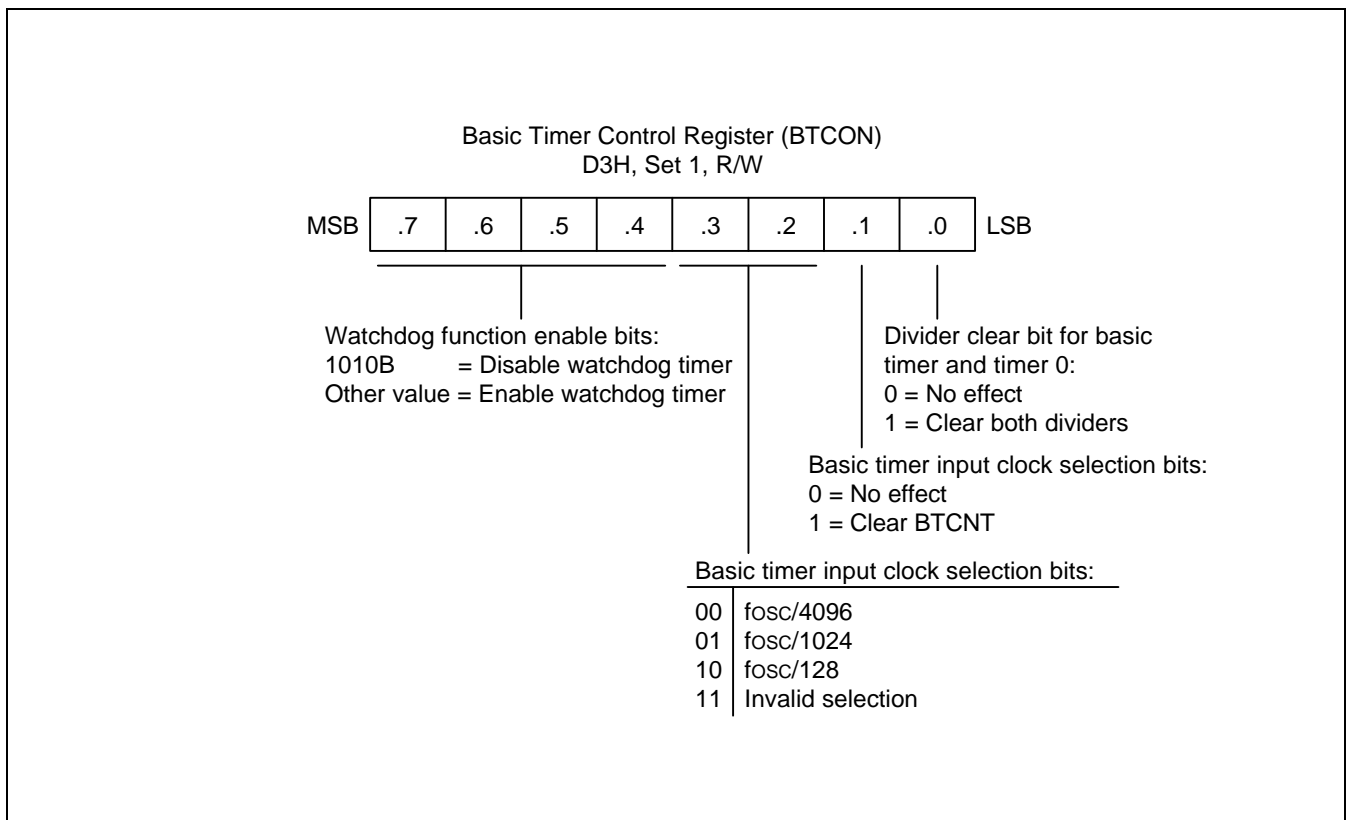 Basic Timer Control Register (BTCON)
D3H, Set 1, R/W
MSB .7 .6 .5 .4 .3 .2 .1 .0 LSB
Watchdog function enable bits:
1010B = Disable watchdog timer
Other value = Enable watchdog timer
Divider clear bit for basic
timer and timer 0:
0 = No effect
1 = Clear both dividers
Basic timer input clock selection bits:
0 = No effect
1 = Clear BTCNT
Basic timer input clock selection bits:
00 fosc/4096
01 fosc/1024
10 fosc/128
11 Invalid selection